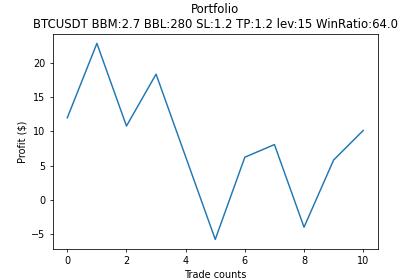 Portfolio
BTCUSDT BBM:2.7 BBL:280 SL:1.2 TP:1.2 lev:15 WinRatio:64.0
20
15
10
5
0
−5
Profit ($)
0 2 4 6 8 10
Trade counts